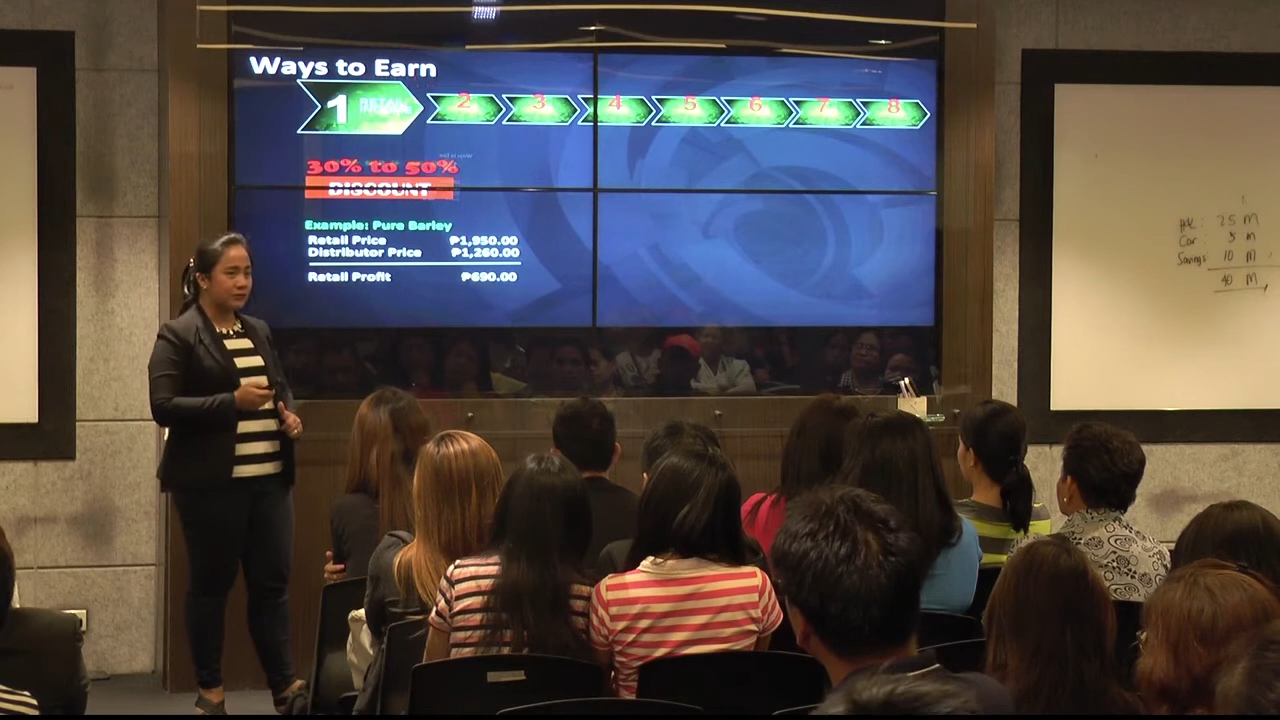 Ways to Earn
1 RETAIL 2 3 4 5 6 7 8
30% to 50%
DISCOUNT
Example: Pure Barley
Retail Price ₱1,950.00
Distributor Price ₱1,260.00
Retail Profit ₱690.00
25 M
Car 5 M
Savings 10 M
40 M